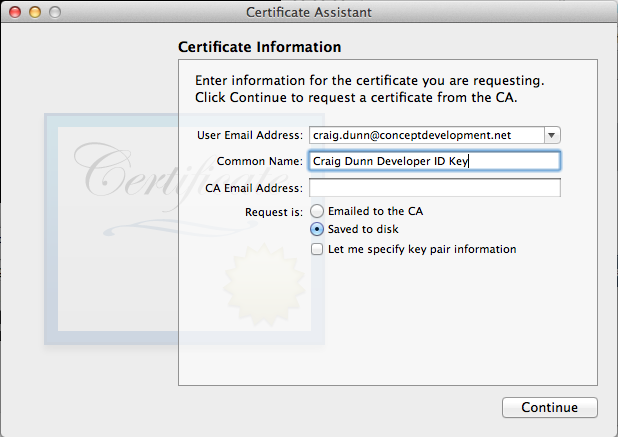 Certificate Assistant
Certificate Information
Enter information for the certificate you are requesting.
Click Continue to request a certificate from the CA.
Certificate
User Email Address: craig.dunn@conceptdevelopment.net
Common Name: Craig Dunn Developer ID Key
CA Email Address:
Request is: Emailed to the CA
Saved to disk
Let me specify key pair information
Continue